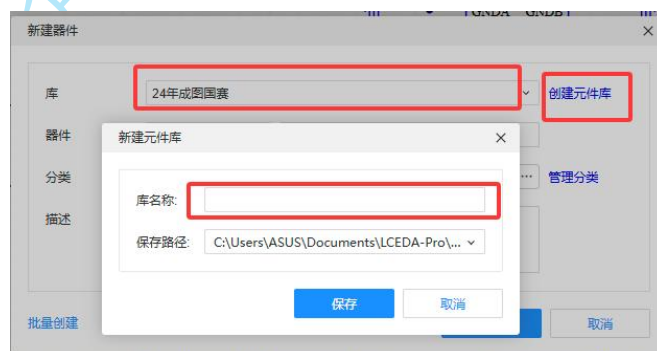 GNDA GNDB
新建器件
库 24年成图国赛 创建元件库
器件
新建元件库
分类 管理分类
库名称:
描述
保存路径: C:\Users\ASUS\Documents\LCEDA-Pro\...
保存 取消
批量创建 取消